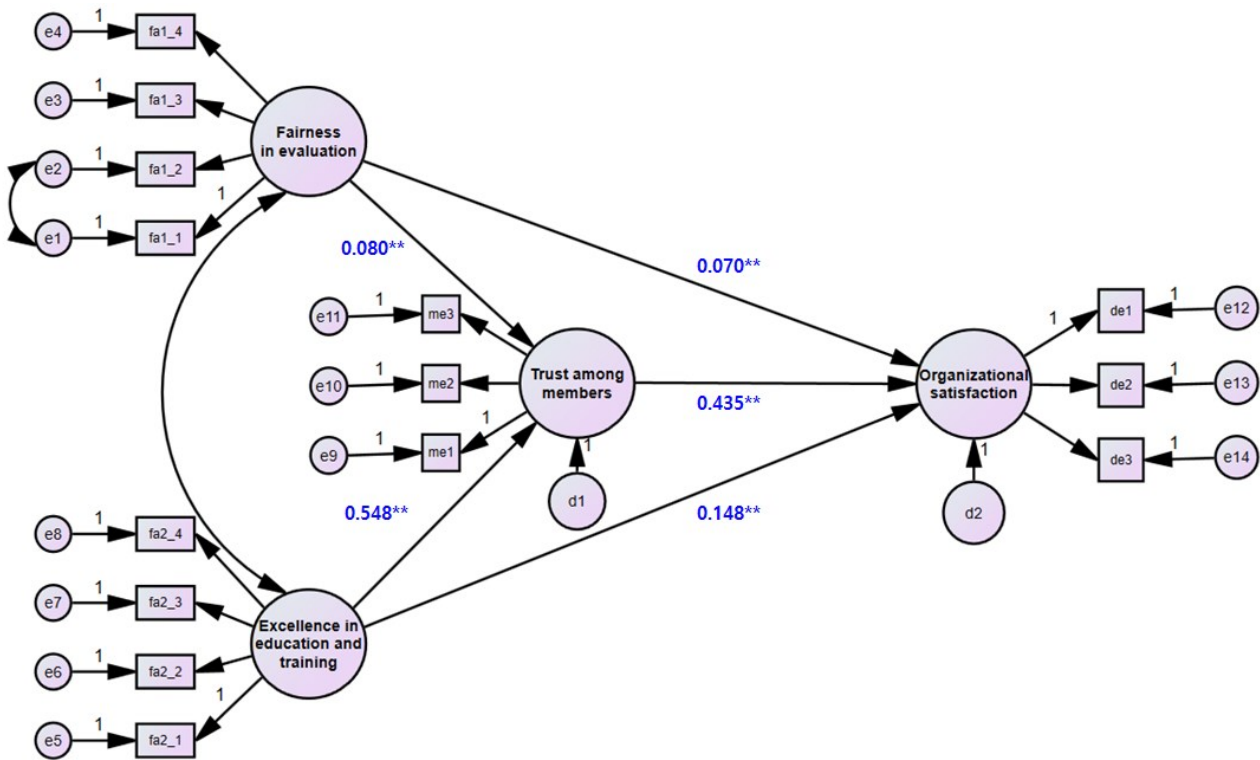 e4
1
fa1_4
e3
1
fa1_3
e2
1
fa1_2
e1
1
fa1_1
1
Fairness
in evaluation
0.080**
0.070**
e11
1
me3
e10
1
me2
e9
1
me1
1
Trust among
members
1
d1
0.435**
Organizational
satisfaction
1
d2
1
de1
1
e12
de2
1
e13
de3
1
e14
0.548**
0.148**
e8
1
fa2_4
e7
1
fa2_3
e6
1
fa2_2
e5
1
fa2_1
1
Excellence in
education and
training